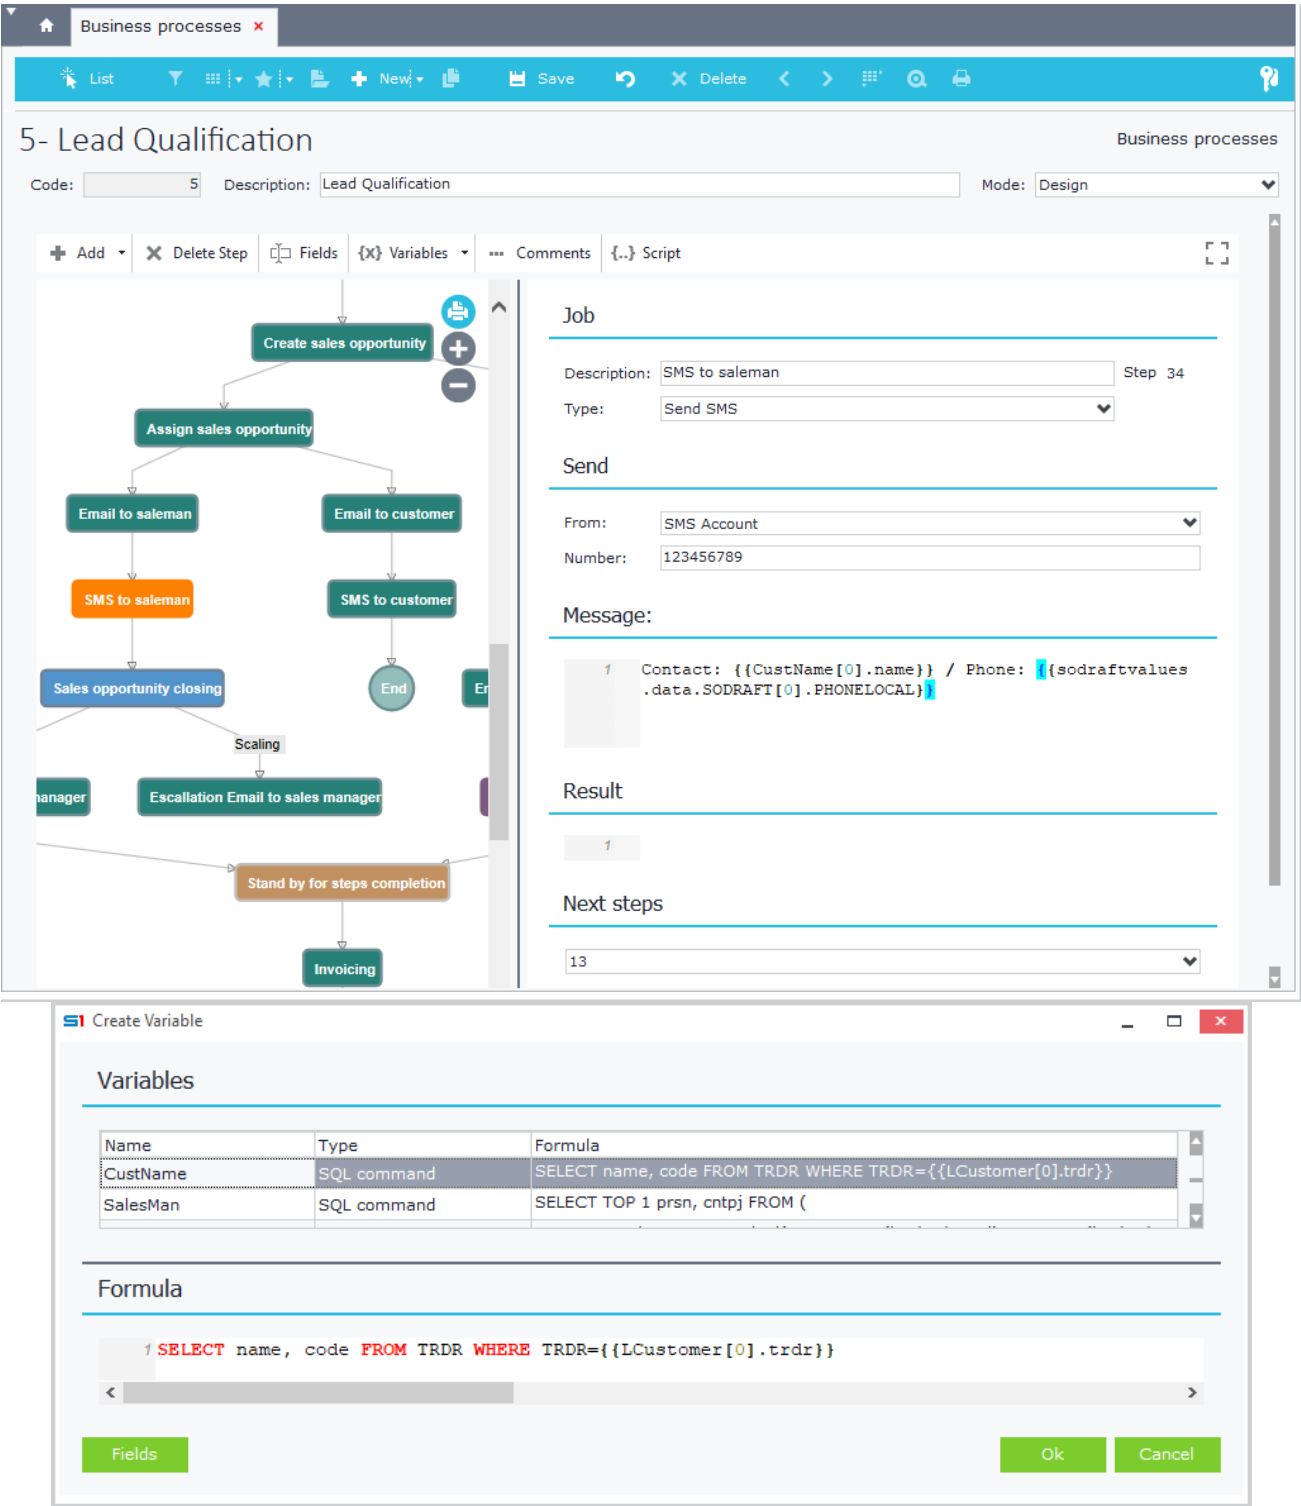 Business processes ×
List New Save Delete
5- Lead Qualification
Business processes
Code: 5 Description: Lead Qualification Mode: Design
Add Delete Step Fields {x} Variables Comments {..} Script
Create sales opportunity
Assign sales opportunity
Email to saleman Email to customer
SMS to saleman SMS to customer
Sales opportunity closing End Er
Scaling
anager Escallation Email to sales manager
Stand by for steps completion
Invoicing
Job
Description: SMS to saleman Step 34
Type: Send SMS
Send
From: SMS Account
Number: 123456789
Message:
1 Contact: {{CustName[0].name}} / Phone: {{sodraftvalues
.data.SODRAFT[0].PHONELOCAL}}
Result
1
Next steps
13
S1 Create Variable
Variables
Name Type Formula
CustName SQL command SELECT name, code FROM TRDR WHERE TRDR={{LCustomer[0].trdr}}
SalesMan SQL command SELECT TOP 1 prsn, cntpj FROM (
Formula
1 SELECT name, code FROM TRDR WHERE TRDR={{LCustomer[0].trdr}}
Fields Ok Cancel